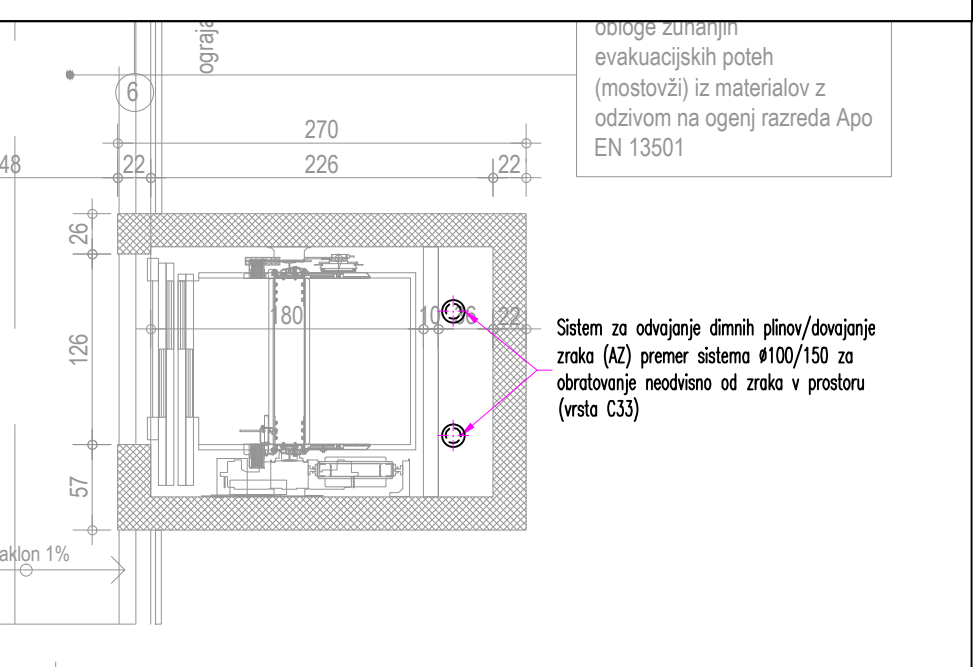 ograja
obloge zunanjih
evakuacijskih poteh
(mostovži) iz materialov z
odzivom na ogenj razreda Apo
EN 13501
6
270
48
22
226
22
26
180
10
36
22
126
57
Sistem za odvajanje dimnih plinov/dovajanje
zraka (AZ) premer sistema ø100/150 za
obratovanje neodvisno od zraka v prostoru
(vrsta C33)
aklon 1%